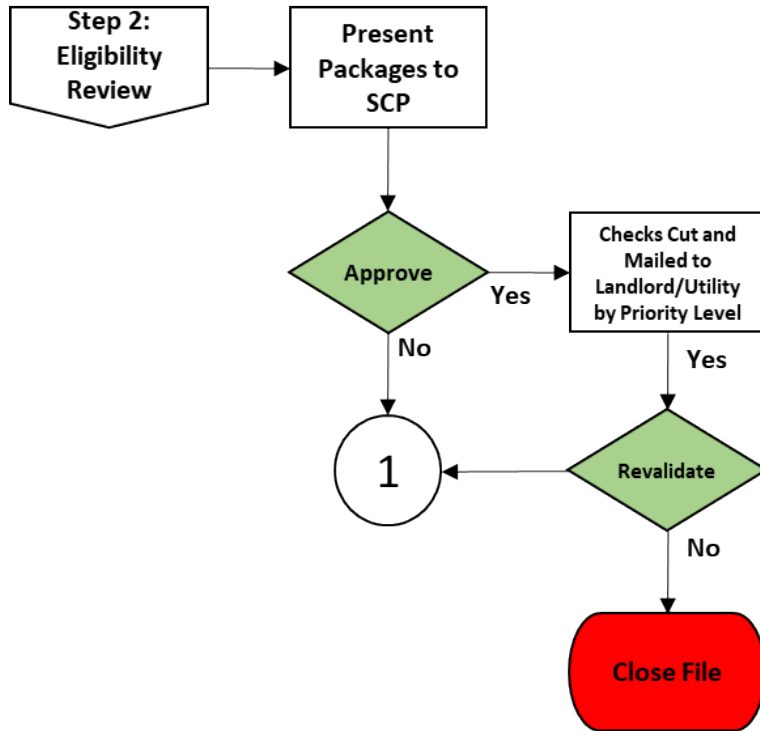 Step 2:
Eligibility
Review
Present
Packages to
SCP
Approve
Yes
No
Checks Cut and
Mailed to
Landlord/Utility
by Priority Level
Yes
1
Revalidate
No
Close File